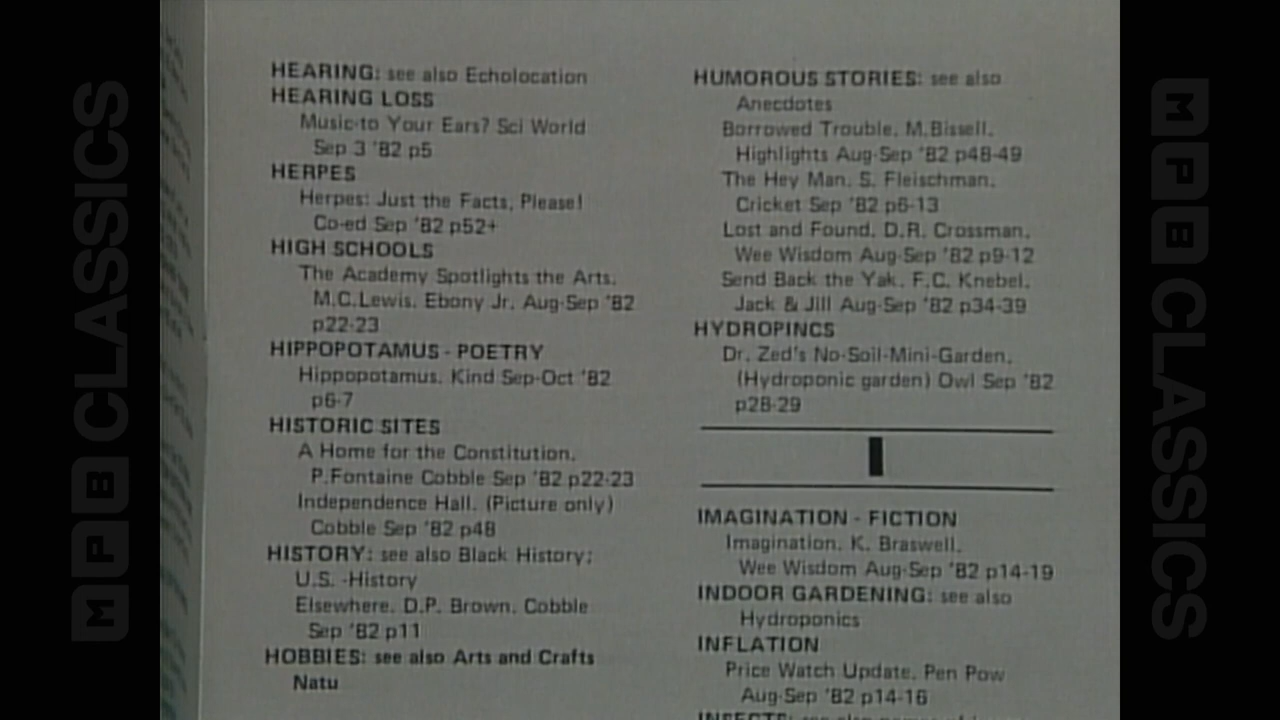 HEARING: see also Echolocation
HEARING LOSS
Music to Your Ears? Sci World
Sep 3 '82 p5
HERPES
Herpes: Just the Facts, Please!
Co-ed Sep '82 p52+
HIGH SCHOOLS
The Academy Spotlights the Arts.
M.C.Lewis. Ebony Jr. Aug-Sep '82
p22-23
HIPPOPOTAMUS - POETRY
Hippopotamus. Kind Sep-Oct '82
p6-7
HISTORIC SITES
A Home for the Constitution.
P.Fontaine Cobble Sep '82 p22-23
Independence Hall. (Picture only)
Cobble Sep '82 p48
HISTORY: see also Black History;
U.S. -History
Elsewhere. D.P. Brown. Cobble
Sep '82 p11
HOBBIES: see also Arts and Crafts
Natu
HUMOROUS STORIES: see also
Anecdotes
Borrowed Trouble. M.Bissell.
Highlights Aug-Sep '82 p48-49
The Hey Man. S. Fleischman.
Cricket Sep '82 p6-13
Lost and Found. D.R. Crossman.
Wee Wisdom Aug-Sep '82 p9-12
Send Back the Yak. F.C. Knebel.
Jack & Jill Aug-Sep '82 p34-39
HYDROPINCS
Dr. Zed's No-Soil-Mini-Garden.
(Hydroponic garden) Owl Sep '82
p28-29
I
IMAGINATION - FICTION
Imagination. K. Braswell.
Wee Wisdom Aug-Sep '82 p14-19
INDOOR GARDENING: see also
Hydroponics
INFLATION
Price Watch Update. Pen Pow
Aug-Sep '82 p14-16
MPB CLASSICS
MPB CLASSICS